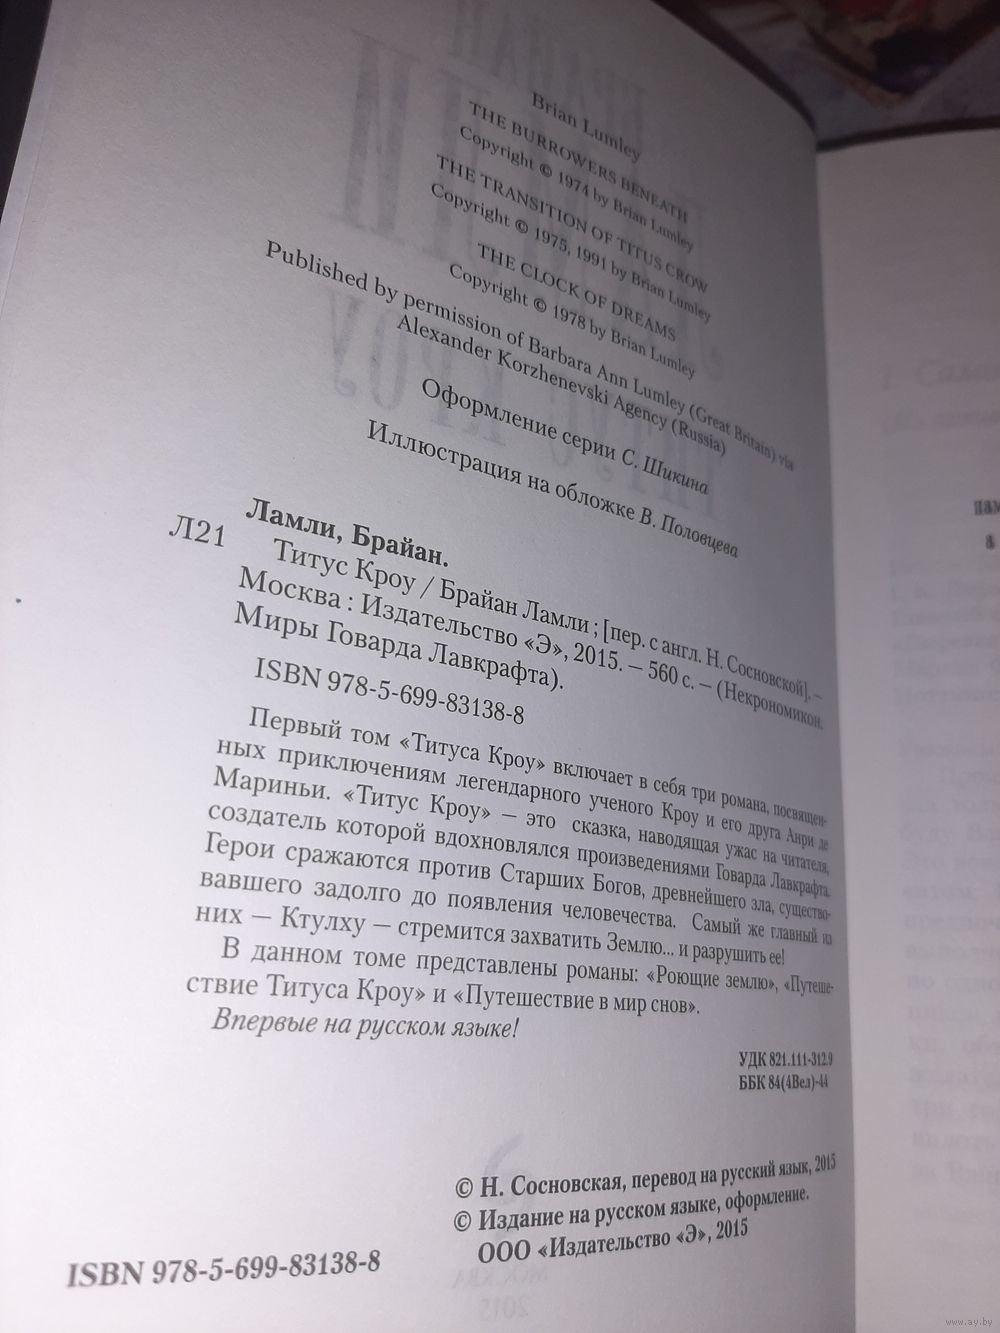 Brian Lumley
THE BURROWERS BENEATH
Copyright © 1974 by Brian Lumley
THE TRANSITION OF TITUS CROW
Copyright © 1975, 1991 by Brian Lumley
THE CLOCK OF DREAMS
Copyright © 1978 by Brian Lumley
Published by permission of Barbara Ann Lumley (Great Britain) via
Alexander Korzhenevski Agency (Russia)
Оформление серии С. Шикина
Иллюстрация на обложке В. Половцева
Ламли, Брайан.
Л21 Титус Кроу / Брайан Ламли ; [пер. с англ. Н. Сосновской]. –
Москва : Издательство «Э», 2015. — 560 с. — (Некрономикон.
Миры Говарда Лавкрафта).
ISBN 978-5-699-83138-8
Первый том «Титуса Кроу» включает в себя три романа, посвящен-
ных приключениям легендарного ученого Кроу и его друга Анри де
Мариньи. «Титус Кроу» — это сказка, наводящая ужас на читателя,
создатель которой вдохновлялся произведениями Говарда Лавкрафта.
Герои сражаются против Старших Богов, древнейшего зла, существо-
вавшего задолго до появления человечества. Самый же главный из
них — Ктулху — стремится захватить Землю... и разрушить ее!
В данном томе представлены романы: «Роющие землю», «Путеше-
ствие Титуса Кроу» и «Путешествие в мир снов».
Впервые на русском языке!
УДК 821.111-312.9
ББК 84(4Вел)-44
© Н. Сосновская, перевод на русский язык, 2015
© Издание на русском языке, оформление.
ООО «Издательство «Э», 2015
ISBN 978-5-699-83138-8
www.ay.by